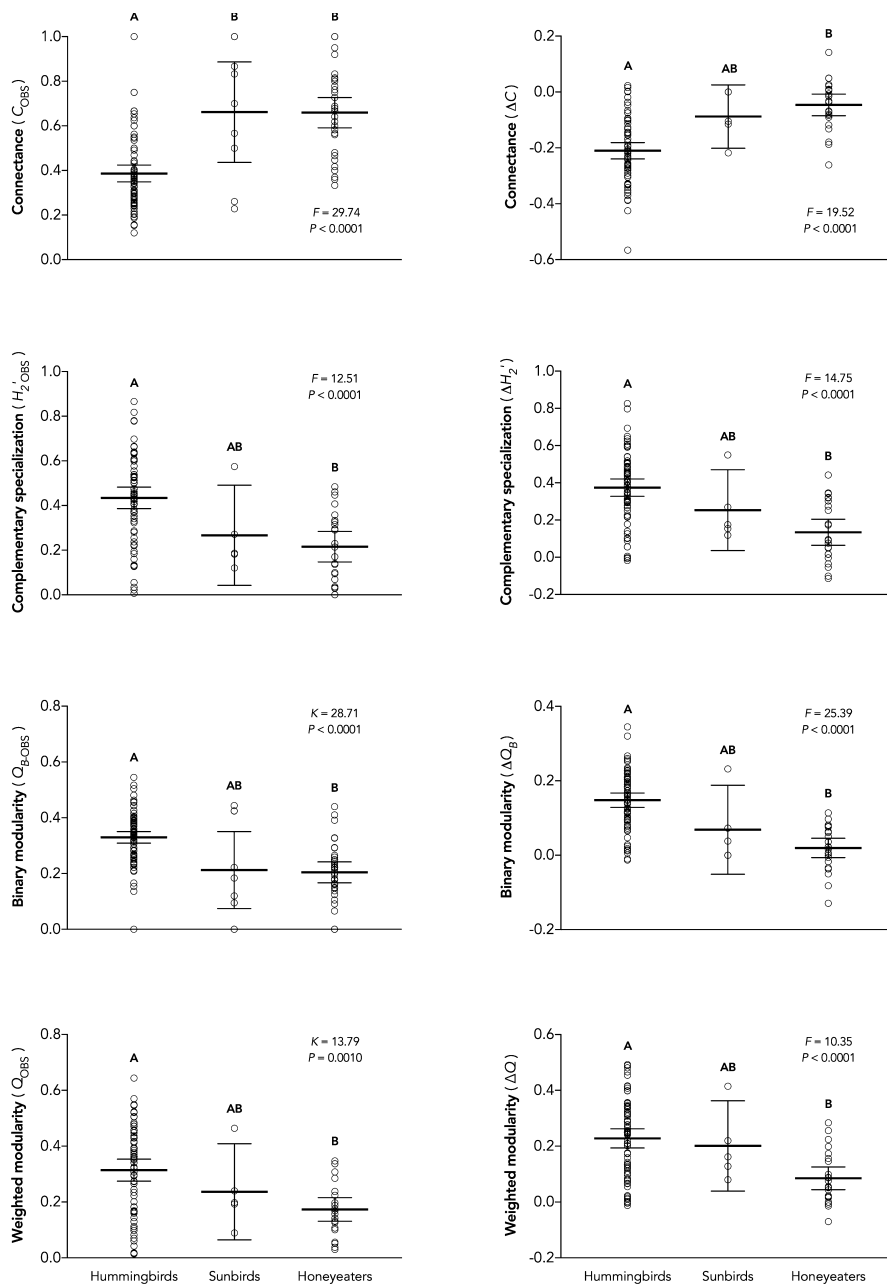 A B B
Connectance ( C OBS)
1.0
0.8
0.6
0.4
0.2
0.0
F = 29.74
P < 0.0001
A AB B
Connectance ( ΔC )
0.2
0.0
-0.2
-0.4
-0.6
F = 19.52
P < 0.0001
A AB B
Complementary specialization ( H2'OBS )
1.0
0.8
0.6
0.4
0.2
0.0
F = 12.51
P < 0.0001
A AB B
Complementary specialization ( ΔH2' )
1.0
0.8
0.6
0.4
0.2
0.0
-0.2
F = 14.75
P < 0.0001
A AB B
Binary modularity ( QB-OBS )
0.8
0.6
0.4
0.2
0.0
K = 28.71
P < 0.0001
A AB B
Binary modularity ( ΔQB )
0.4
0.2
0.0
-0.2
F = 25.39
P < 0.0001
A AB B
Weighted modularity ( QOBS )
0.8
0.6
0.4
0.2
0.0
K = 13.79
P = 0.0010
Hummingbirds Sunbirds Honeyeaters
A AB B
Weighted modularity ( ΔQ )
0.6
0.4
0.2
0.0
-0.2
F = 10.35
P < 0.0001
Hummingbirds Sunbirds Honeyeaters